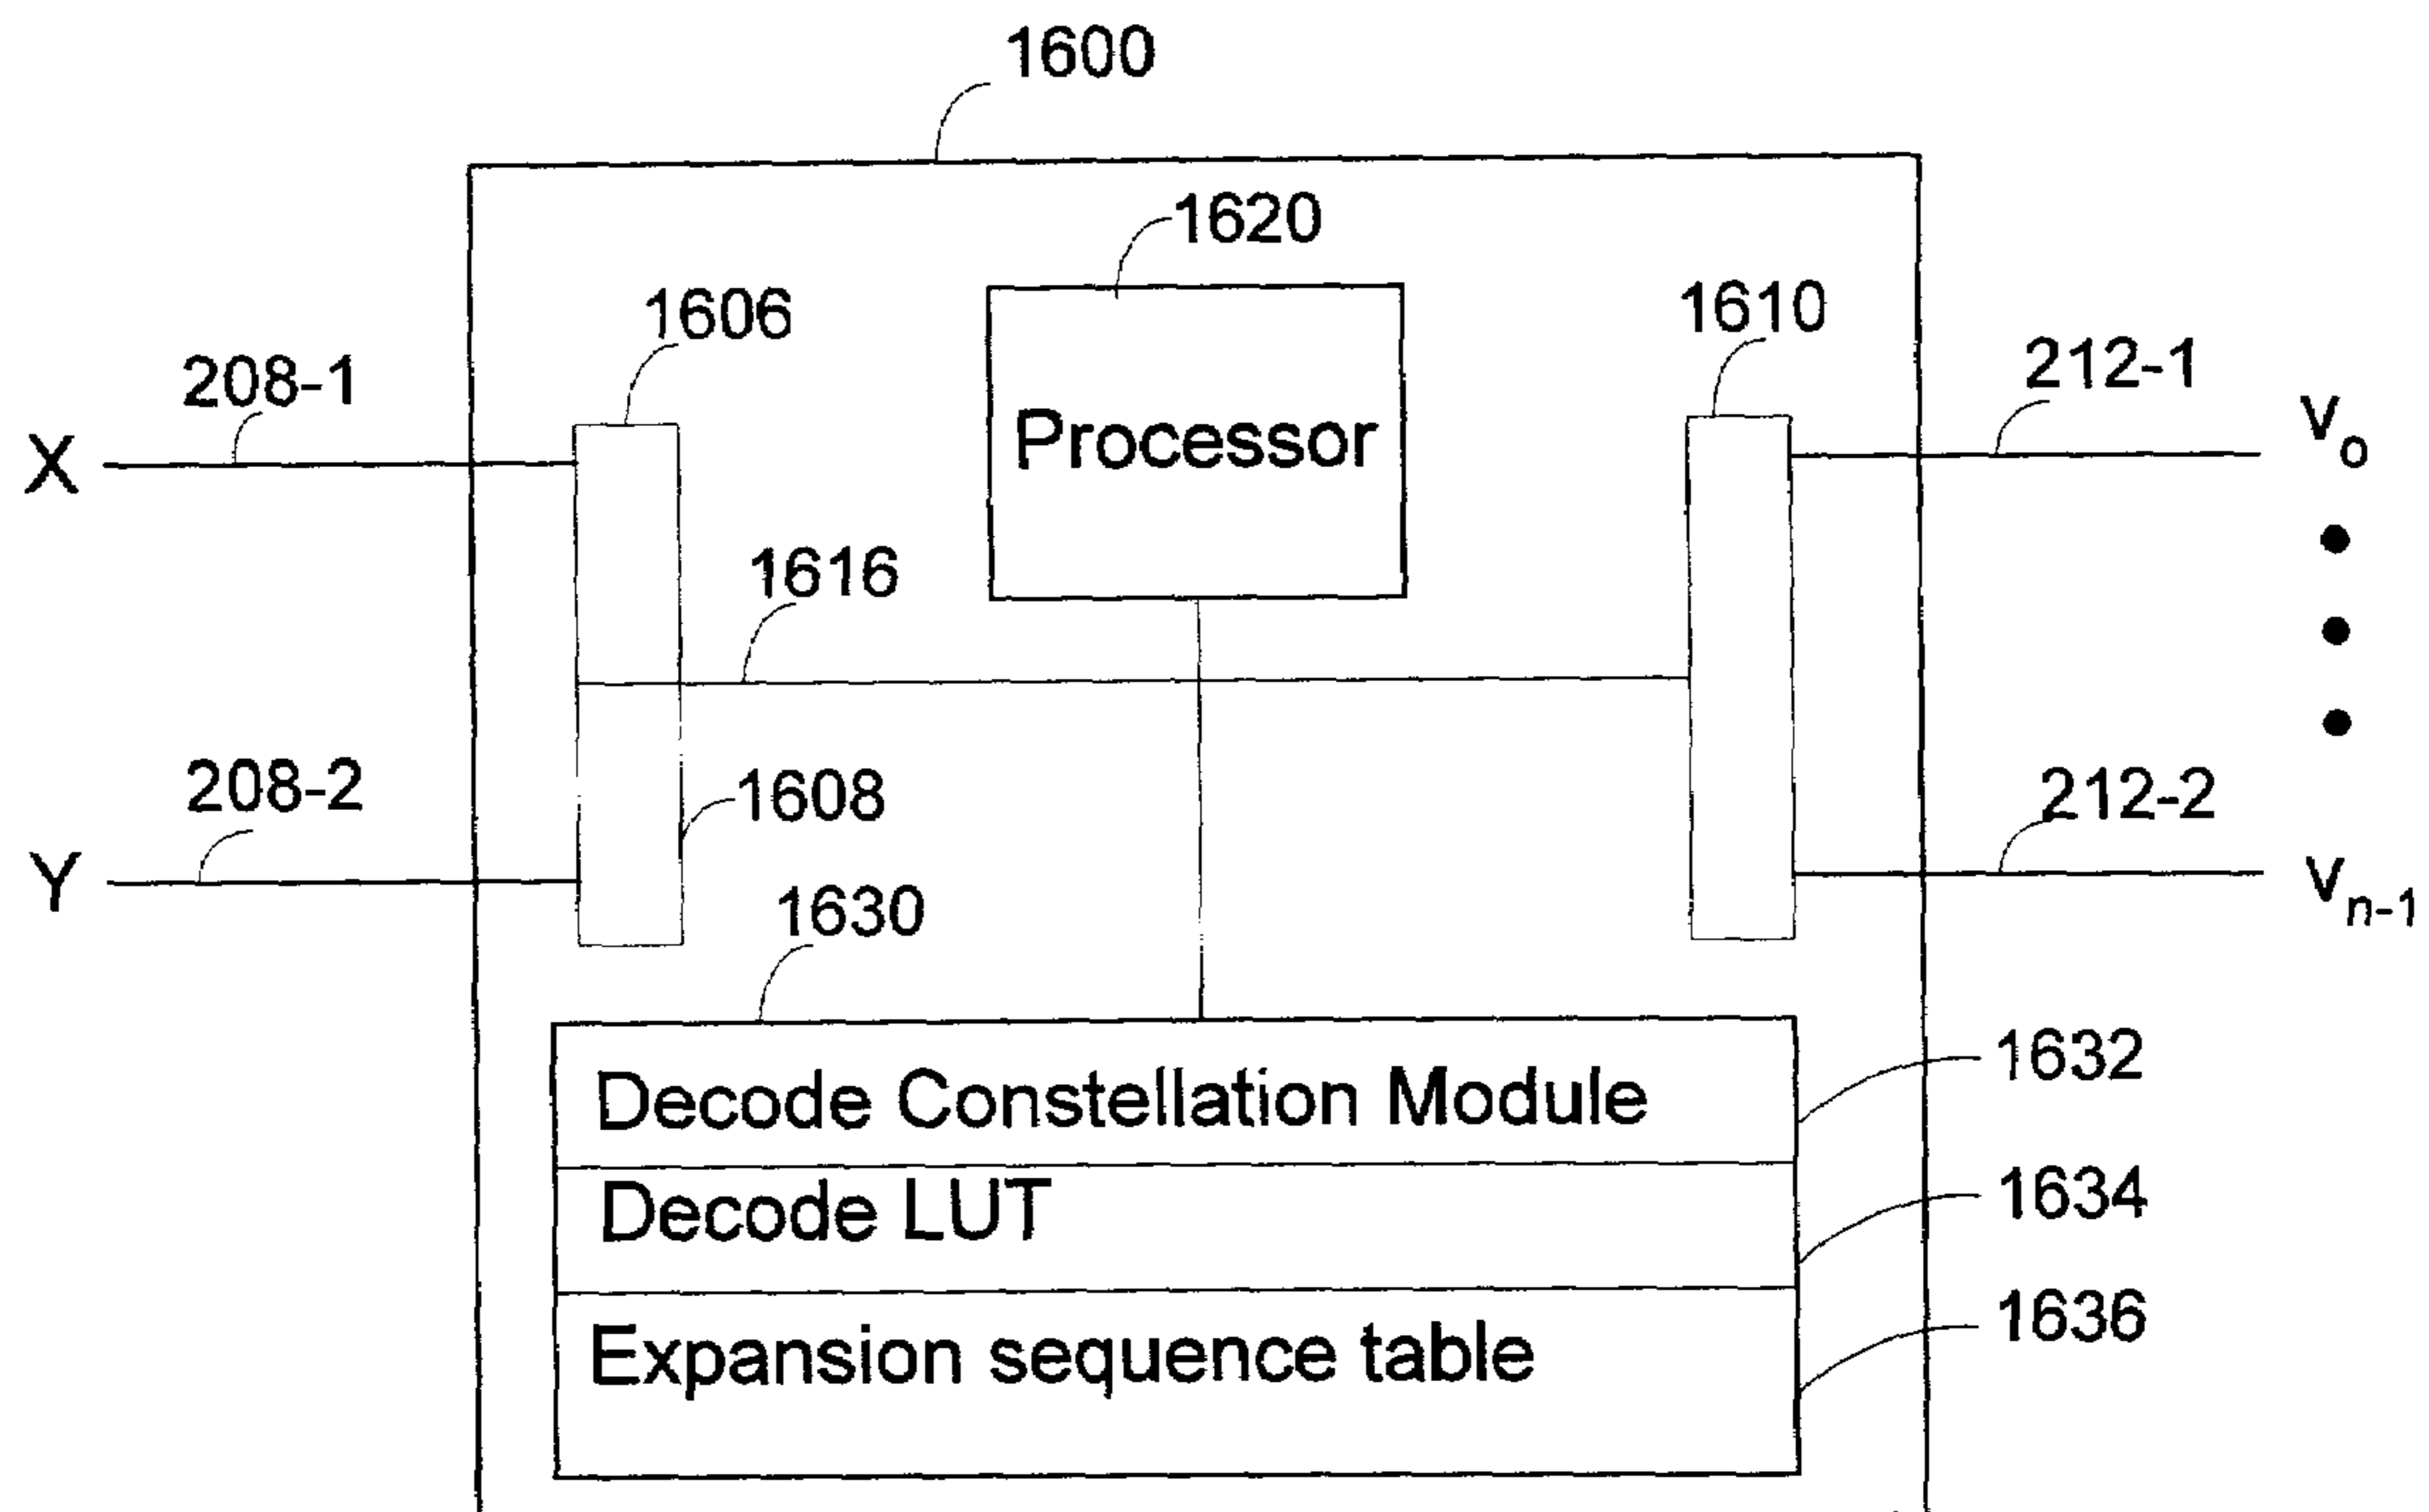 1600
1620
1606
1610
208-1
212-1
X
Processor
v₀
1616
208-2
1608
212-2
Y
1630
v_{n-1}
Decode Constellation Module
1632
Decode LUT
1634
Expansion sequence table
1636